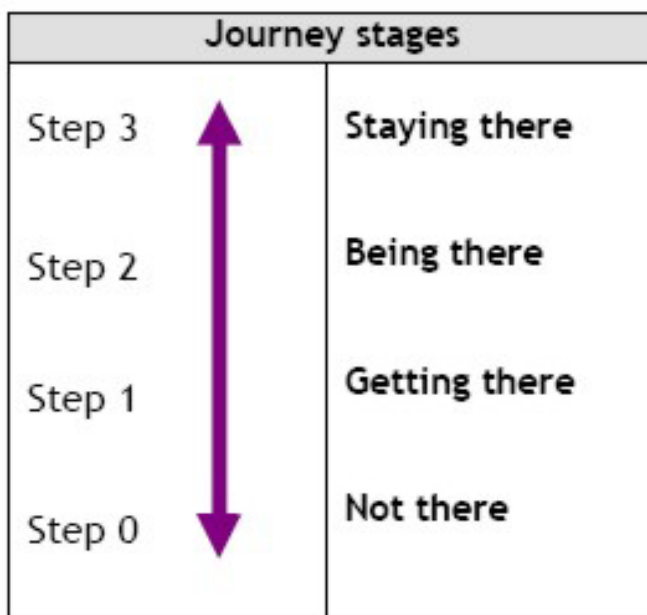 Journey stages
Step 3 Staying there
Step 2 Being there
Step 1 Getting there
Step 0 Not there